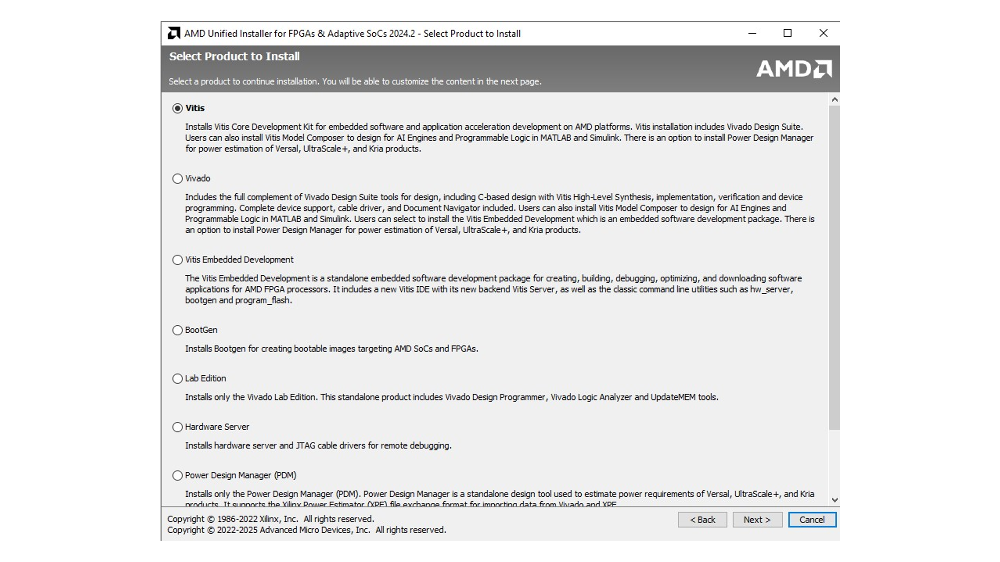 AMD Unified Installer for FPGAs & Adaptive SoCs 2024.2 - Select Product to Install
Select Product to Install
AMD
Select a product to continue installation. You will be able to customize the content in the next page.
Vitis
Installs Vitis Core Development Kit for embedded software and application acceleration development on AMD platforms. Vitis installation includes Vivado Design Suite.
Users can also install Vitis Model Composer to design for AI Engines and Programmable Logic in MATLAB and Simulink. There is an option to install Power Design Manager
for power estimation of Versal, UltraScale+, and Kria products.
Vivado
Includes the full complement of Vivado Design Suite tools for design, including C-based design with Vitis High-Level Synthesis, implementation, verification and device
programming. Complete device support, cable driver, and Document Navigator included. Users can also install Vitis Model Composer to design for AI Engines and
Programmable Logic in MATLAB and Simulink. Users can select to install the Vitis Embedded Development which is an embedded software development package. There is
an option to install Power Design Manager for power estimation of Versal, UltraScale+, and Kria products.
Vitis Embedded Development
The Vitis Embedded Development is a standalone embedded software development package for creating, building, debugging, optimizing, and downloading software
applications for AMD FPGA processors. It includes a new Vitis IDE with its new backend Vitis Server, as well as the classic command line utilities such as hw_server,
bootgen and program_flash.
BootGen
Installs Bootgen for creating bootable images targeting AMD SoCs and FPGAs.
Lab Edition
Installs only the Vivado Lab Edition. This standalone product includes Vivado Design Programmer, Vivado Logic Analyzer and UpdateMEM tools.
Hardware Server
Installs hardware server and JTAG cable drivers for remote debugging.
Power Design Manager (PDM)
Installs only the Power Design Manager (PDM). Power Design Manager is a standalone design tool used to estimate power requirements of Versal, UltraScale+, and Kria
products. It supports the Xilinx Power Estimator (XPE) file exchange format for importing data from Vivado and XPE.
Copyright © 1986-2022 Xilinx, Inc.  All rights reserved.
Copyright © 2022-2025 Advanced Micro Devices, Inc.  All rights reserved.
< Back
Next >
Cancel